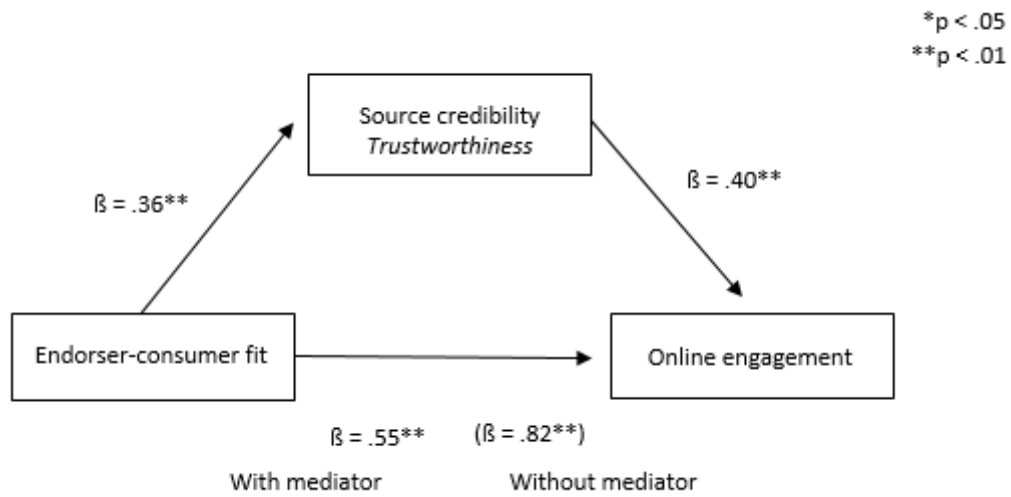 *p < .05
**p < .01
Source credibility
Trustworthiness
ß = .36**
ß = .40**
Endorser-consumer fit
Online engagement
ß = .55** (ß = .82**)
With mediator Without mediator